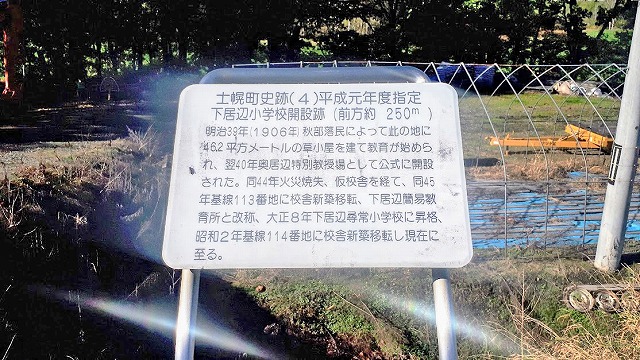 士幌町史跡(4)平成元年度指定
下居辺小学校開設跡(前方約 250m)
明治39年(1906年)秋部落民によって此の地に
46.2平方メートルの草小屋を建て教育が始めら
れ、翌40年奥居辺特別教授場として公式に開設
された。同44年火災焼失、仮校舎を経て、同45
年基線113番地に校舎新築移転、下居辺簡易教
育所と改称、大正8年下居辺尋常小学校に昇格、
昭和2年基線114番地に校舎新築移転し現在に
至る。